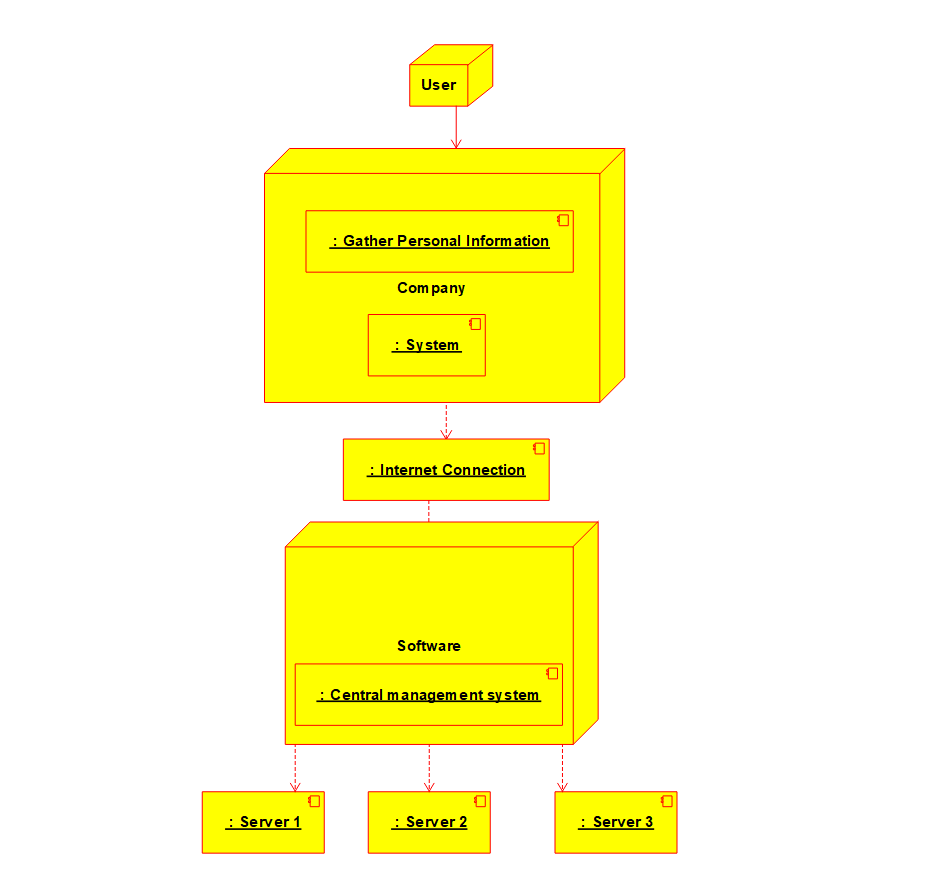 User
: Gather Personal Information
Company
: System
: Internet Connection
Software
: Central management system
: Server 1
: Server 2
: Server 3